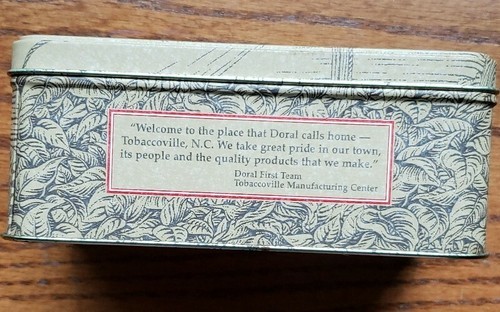 “Welcome to the place that Doral calls home —
Tobaccoville, N.C. We take great pride in our town,
its people and the quality products that we make.”
Doral First Team
Tobaccoville Manufacturing Center